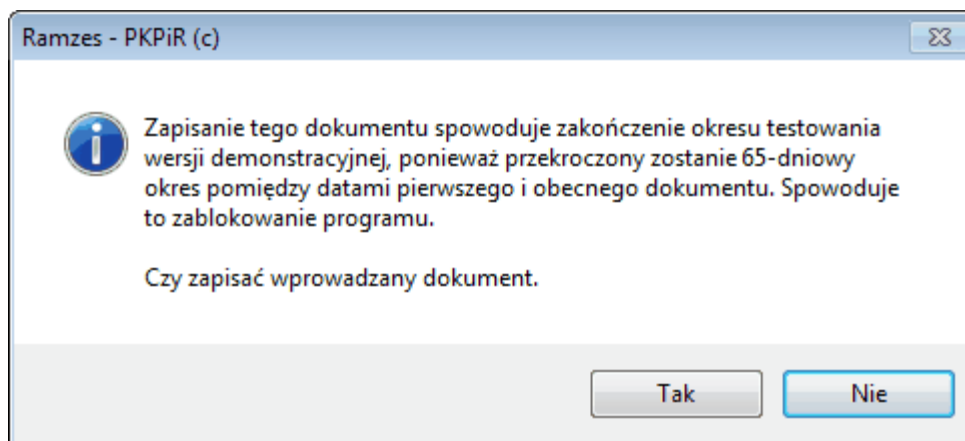 Ramzes - PKPiR (c)
Zapisanie tego dokumentu spowoduje zakończenie okresu testowania
wersji demonstracyjnej, ponieważ przekroczony zostanie 65-dniowy
okres pomiędzy datami pierwszego i obecnego dokumentu. Spowoduje
to zablokowanie programu.
Czy zapisać wprowadzany dokument.
Tak Nie